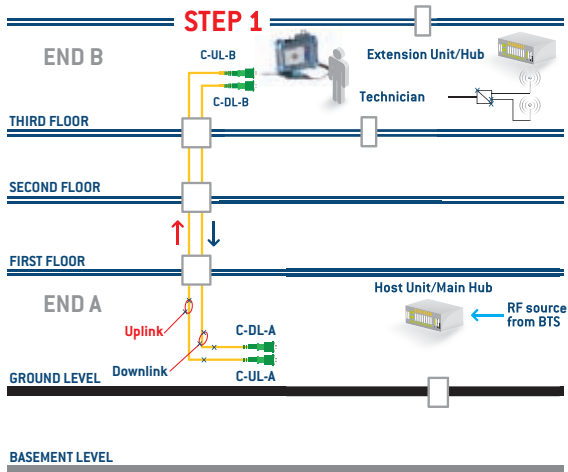 STEP 1
END B
C-UL-B
Extension Unit/Hub
C-DL-B
Technician
THIRD FLOOR
SECOND FLOOR
FIRST FLOOR
END A
Host Unit/Main Hub
RF source
from BTS
Uplink
C-DL-A
Downlink
C-UL-A
GROUND LEVEL
BASEMENT LEVEL